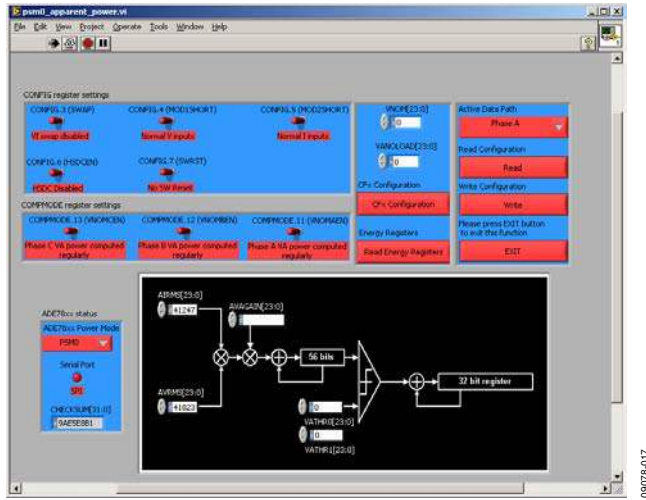 psm0_apparent_power.vi
File Edit View Project Operate Tools Window Help
CONFIG register settings
CONFIG.3 (SWAP)
CONFIG.4 (MOD1SHORT)
CONFIG.5 (MOD2SHORT)
VI swap disabled
Normal V inputs
Normal I inputs
CONFIG.6 (HSDCEN)
CONFIG.7 (SWRST)
HSDC Disabled
No SW Reset
COMPMODE register settings
COMPMODE.13 (VNOMCEN)
COMPMODE.12 (VNOMBEN)
COMPMODE.11 (VNOMAEN)
Phase C VA power computed regularly
Phase B VA power computed regularly
Phase A VA power computed regularly
VNOM[23:0]
0
VANOLOAD[23:0]
0
CFx Configuration
CFx Configuration
Energy Registers
Read Energy Registers
Active Data Path
Phase A
Read Configuration
Read
Write Configuration
Write
Please press EXIT button
to exit this function
EXIT
ADE78xx status
ADE78xx Power Mode
PSM0
Serial Port
SPI
CHECKSUM[31:0]
9AE5E8B1
AIRMS[23:0]
41247
AVAGAIN[23:0]
56 bits
32 bit register
AVRMS[23:0]
41023
0
VATHR0[23:0]
0
VATHR1[23:0]
09078-017